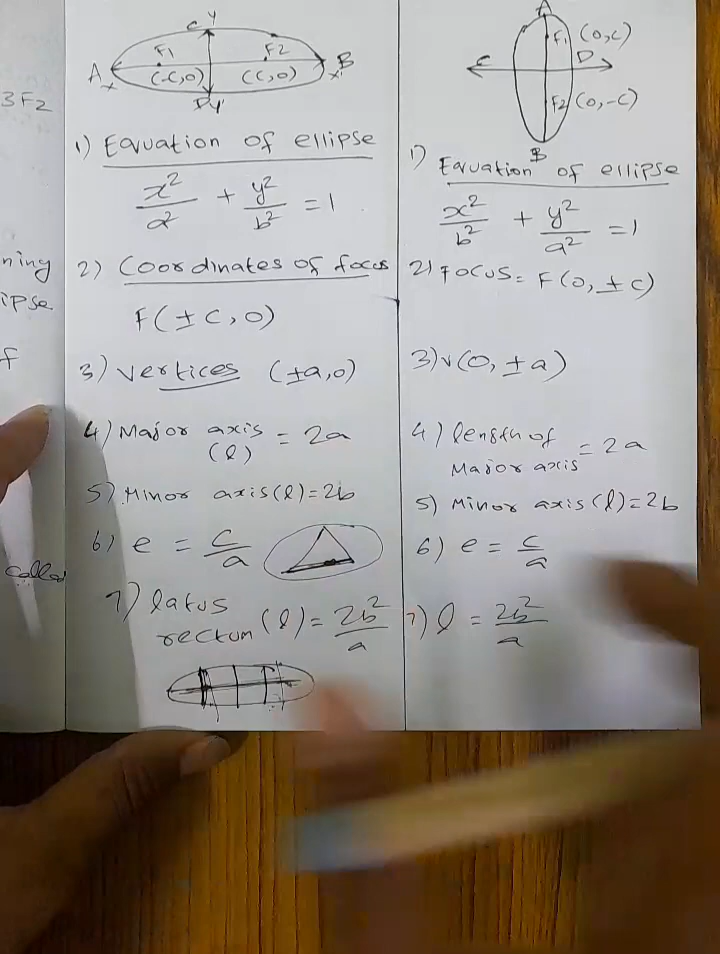 3F2
ning
ipse
f
called
C Y
F1 F2
A B
x (-C,0) (C,0) x'
D Y'
1) Equation of ellipse
x²/a² + y²/b² = 1
2) Coordinates of focus
F(±C,0)
3) Vertices (±a,0)
4) Major axis (l) = 2a
5) Minor axis (l) = 2b
6) e = c/a
7) latus rectum (l) = 2b²/a
A
F1 (0,C)
C D
F2 (0,-C)
B
1) Equation of ellipse
x²/b² + y²/a² = 1
2) Focus = F(0,±C)
3) V(0,±a)
4) length of Major axis = 2a
5) Minor axis (l) = 2b
6) e = c/a
7) l = 2b²/a